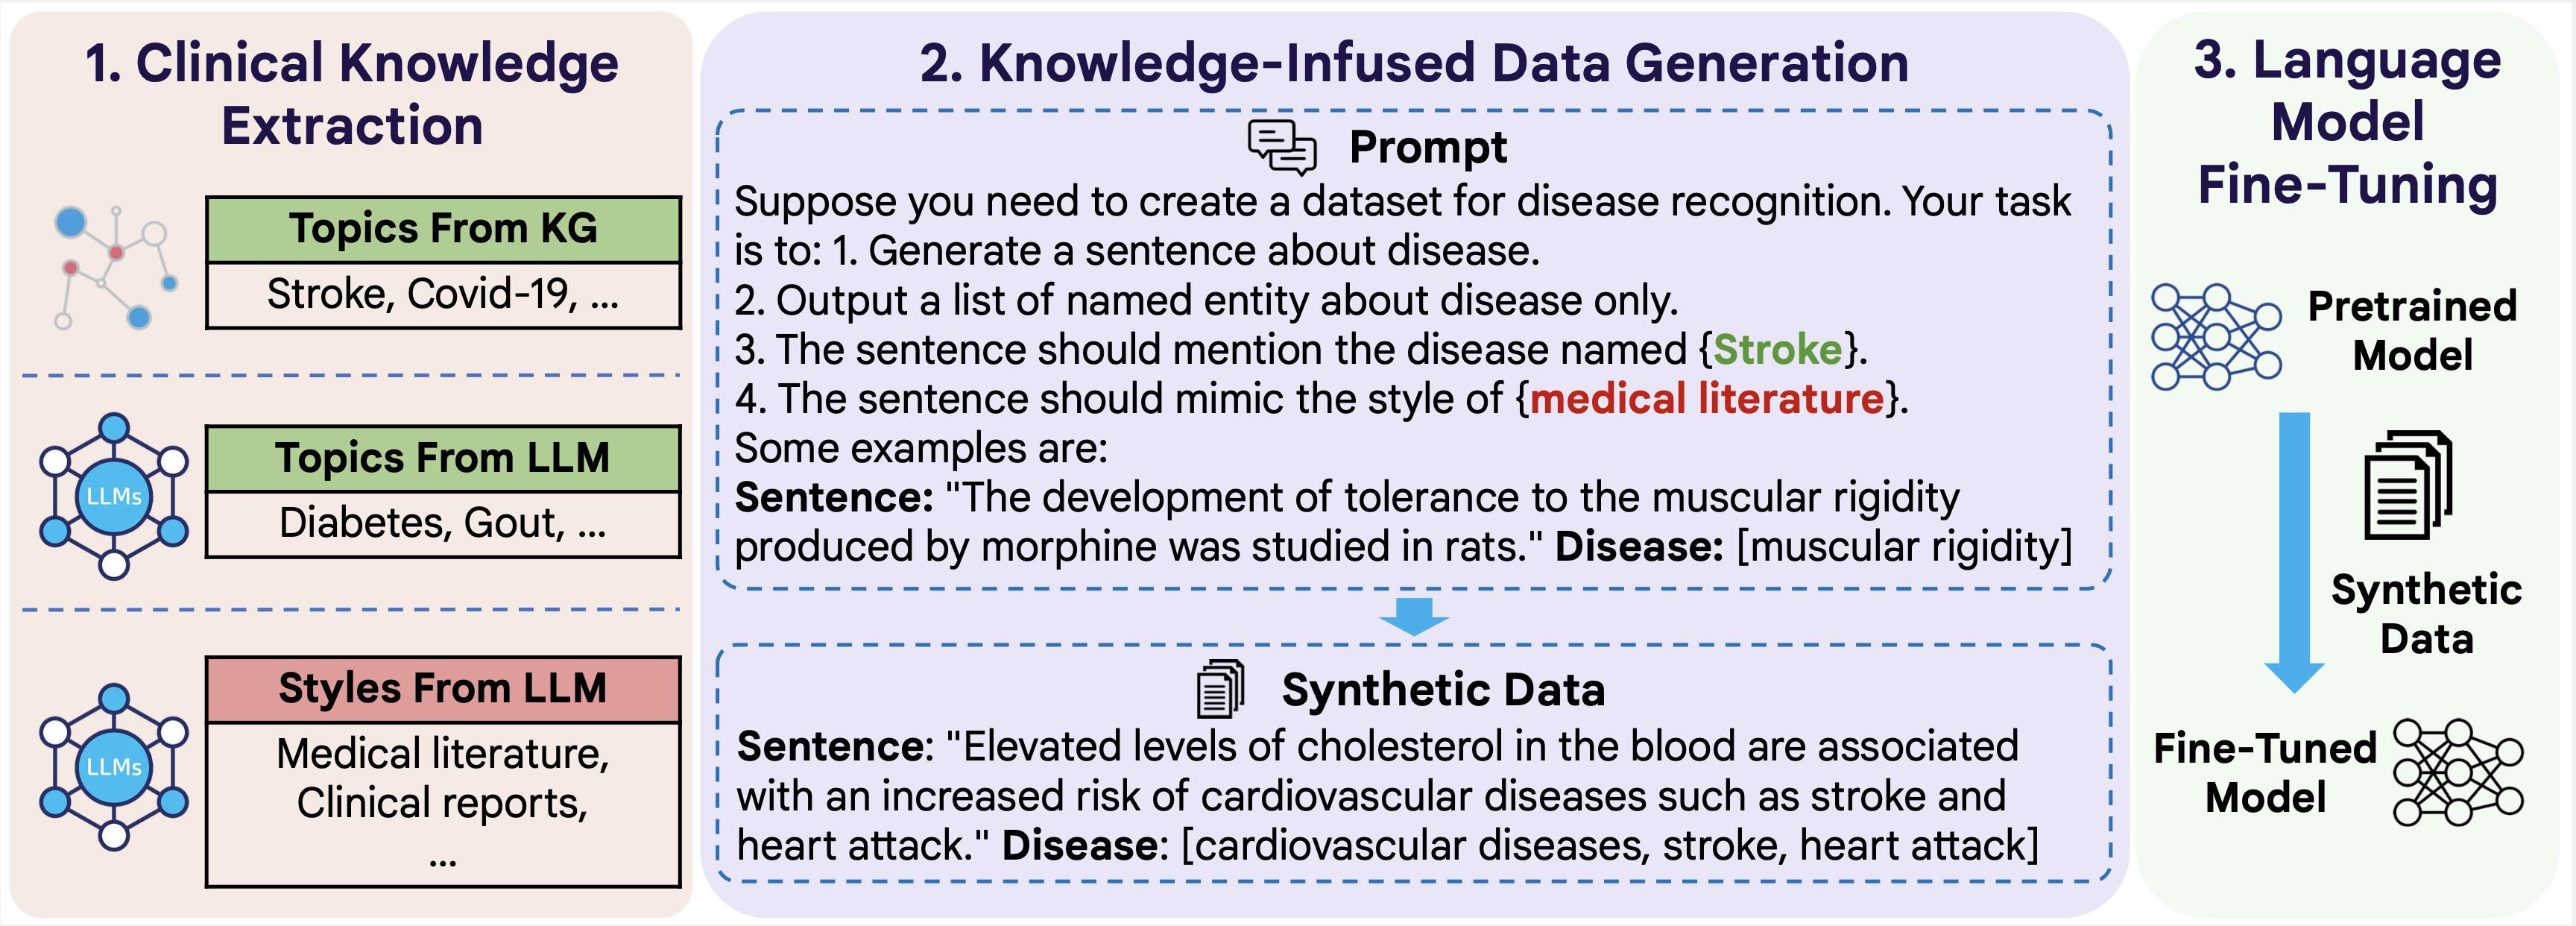 1. Clinical Knowledge
Extraction
Topics From KG
Stroke, Covid-19, ...
LLMs
Topics From LLM
Diabetes, Gout, ...
LLMs
Styles From LLM
Medical literature,
Clinical reports,
...
2. Knowledge-Infused Data Generation
Prompt
Suppose you need to create a dataset for disease recognition. Your task
is to: 1. Generate a sentence about disease.
2. Output a list of named entity about disease only.
3. The sentence should mention the disease named {Stroke}.
4. The sentence should mimic the style of {medical literature}.
Some examples are:
Sentence: "The development of tolerance to the muscular rigidity
produced by morphine was studied in rats." Disease: [muscular rigidity]
Synthetic Data
Sentence: "Elevated levels of cholesterol in the blood are associated
with an increased risk of cardiovascular diseases such as stroke and
heart attack." Disease: [cardiovascular diseases, stroke, heart attack]
3. Language
Model
Fine-Tuning
Pretrained
Model
Synthetic
Data
Fine-Tuned
Model